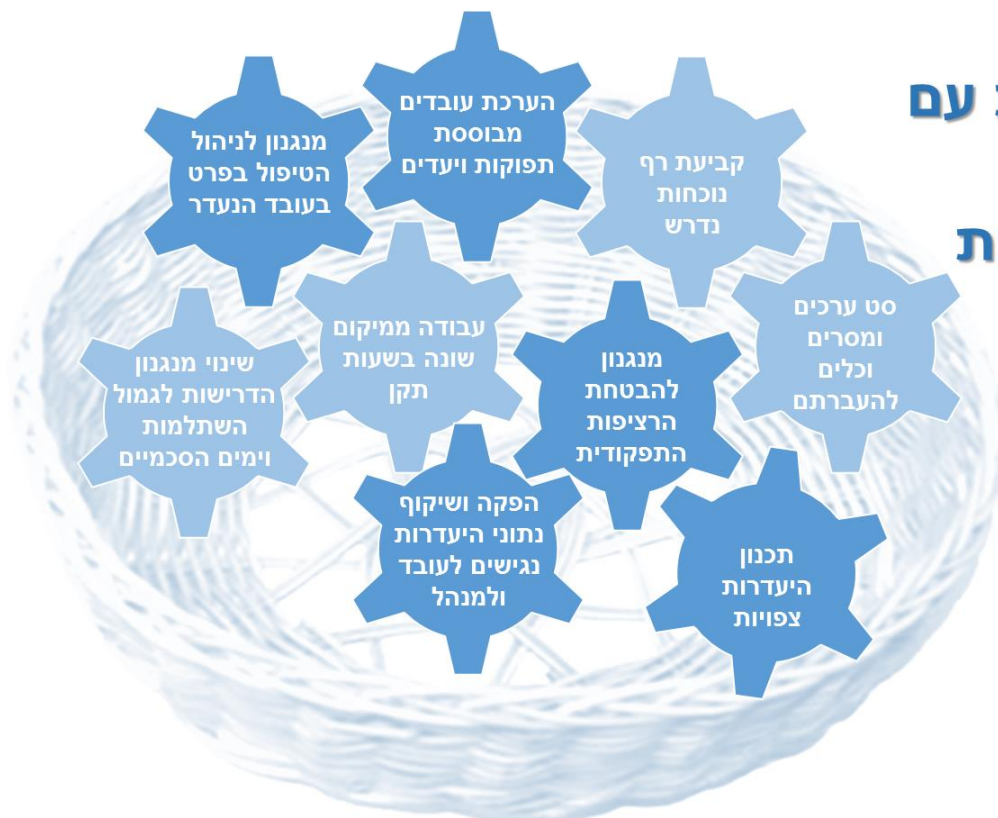 עם
ת
קביעת רף
נוכחות
נדרש
הערכת עובדים
מבוססת
תפוקות ויעדים
מנגנון לניהול
הטיפול בפרט
בעובד הנעדר
סט ערכים
ומסרים
וכלים
להעברתם
מנגנון
להבטחת
הרציפות
התפקודית
עבודה ממיקום
שונה בשעות
תקן
שינוי מנגנון
הדרישות לגמול
השתלמות
וימים הסכמיים
תכנון
היעדרות
צפויות
הפקה ושיקוף
נתוני היעדרות
נגישים לעובד
ולמנהל